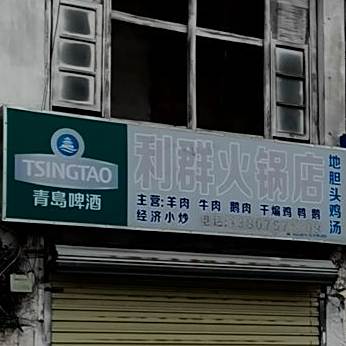 TSINGTAO
青島啤酒
利群火锅店
主营:羊肉 牛肉 鹅肉 干煸鸡 鸭 鹅
经济小炒
地胆头鸡汤